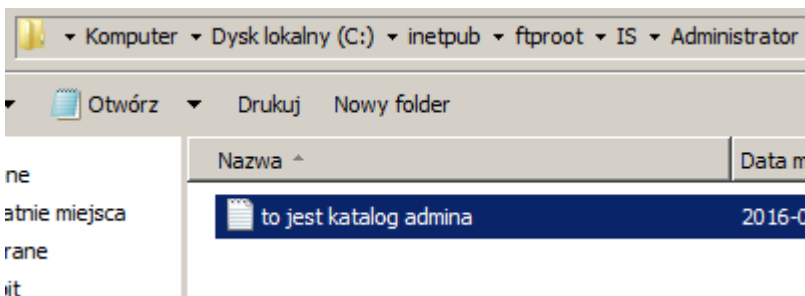 Komputer Dysk lokalny (C:) inetpub ftproot IS Administrator
Otwórz Drukuj Nowy folder
Nazwa Data m
ne
atnie miejsca
to jest katalog admina 2016-0
rane
it